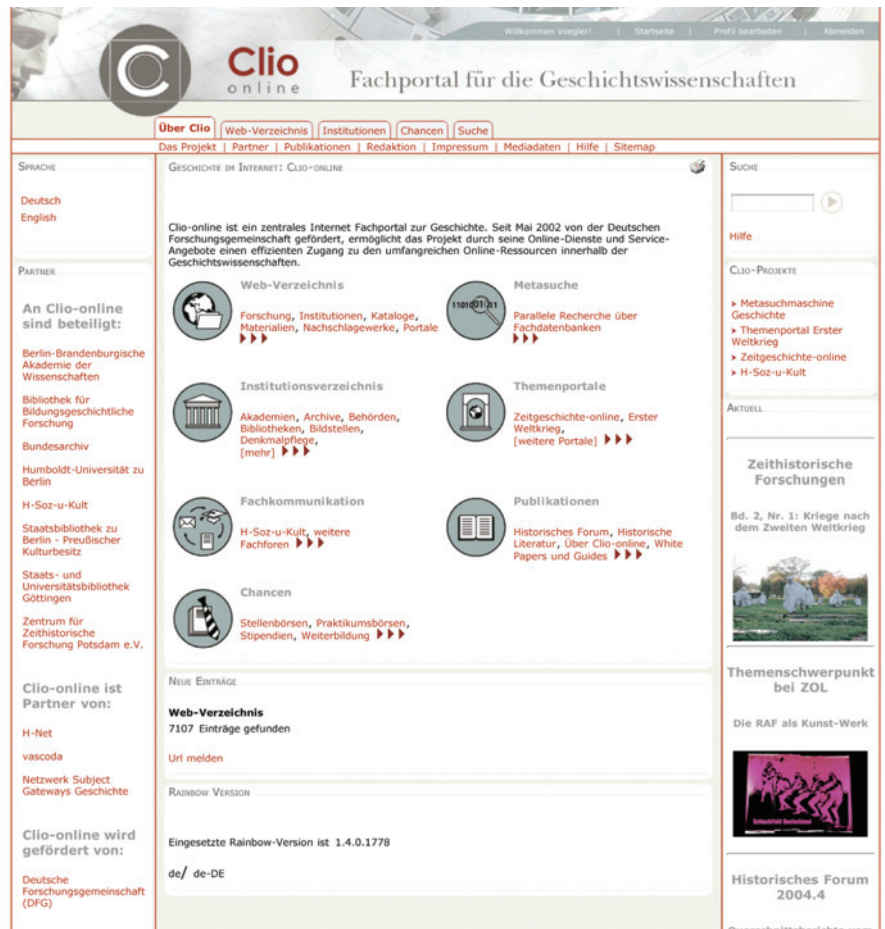 Willkommen Voegler! | Startseite | Profil bearbeiten | Abmelden
C
Clio
online
Fachportal für die Geschichtswissenschaften
Über Clio Web-Verzeichnis Institutionen Chancen Suche
Das Projekt | Partner | Publikationen | Redaktion | Impressum | Mediadaten | Hilfe | Sitemap
Sprache
Deutsch
English
Partner
An Clio-online
sind beteiligt:
Berlin-Brandenburgische
Akademie der
Wissenschaften
Bibliothek für
Bildungsgeschichtliche
Forschung
Bundesarchiv
Humboldt-Universität zu
Berlin
H-Soz-u-Kult
Staatsbibliothek zu
Berlin - Preußischer
Kulturbesitz
Staats- und
Universitätsbibliothek
Göttingen
Zentrum für
Zeithistorische
Forschung Potsdam e.V.
Clio-online ist
Partner von:
H-Net
vascoda
Netzwerk Subject
Gateways Geschichte
Clio-online wird
gefördert von:
Deutsche
Forschungsgemeinschaft
(DFG)
Geschichte im Internet: Clio-online
Clio-online ist ein zentrales Internet Fachportal zur Geschichte. Seit Mai 2002 von der Deutschen
Forschungsgemeinschaft gefördert, ermöglicht das Projekt durch seine Online-Dienste und Service-
Angebote einen effizienten Zugang zu den umfangreichen Online-Ressourcen innerhalb der
Geschichtswissenschaften.
Web-Verzeichnis
Forschung, Institutionen, Kataloge,
Materialien, Nachschlagewerke, Portale
Metasuche
Parallele Recherche über
Fachdatenbanken
Institutionsverzeichnis
Akademien, Archive, Behörden,
Bibliotheken, Bildstellen,
Denkmalpflege,
[mehr]
Themenportale
Zeitgeschichte-online, Erster
Weltkrieg,
[weitere Portale]
Fachkommunikation
H-Soz-u-Kult, weitere
Fachforen
Publikationen
Historisches Forum, Historische
Literatur, Über Clio-online, White
Papers und Guides
Chancen
Stellenbörsen, Praktikumsbörsen,
Stipendien, Weiterbildung
Neue Einträge
Web-Verzeichnis
7107 Einträge gefunden
Url melden
Rainbow Version
Eingesetzte Rainbow-Version ist 1.4.0.1778
de/ de-DE
Suche
Hilfe
Clio-Projekte
Metasuchmaschine
Geschichte
Themenportal Erster
Weltkrieg
Zeitgeschichte-online
H-Soz-u-Kult
Aktuell
Zeithistorische
Forschungen
Bd. 2, Nr. 1: Kriege nach
dem Zweiten Weltkrieg
Themenschwerpunkt
bei ZOL
Die RAF als Kunst-Werk
Schlachtfeld Deutschland
Historisches Forum
2004.4